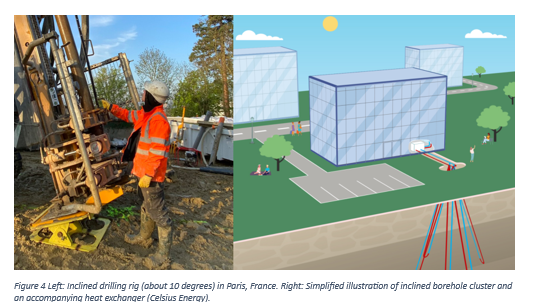 Figure 4 Left: Inclined drilling rig (about 10 degrees) in Paris, France. Right: Simplified illustration of inclined borehole cluster and
an accompanying heat exchanger (Celsius Energy).